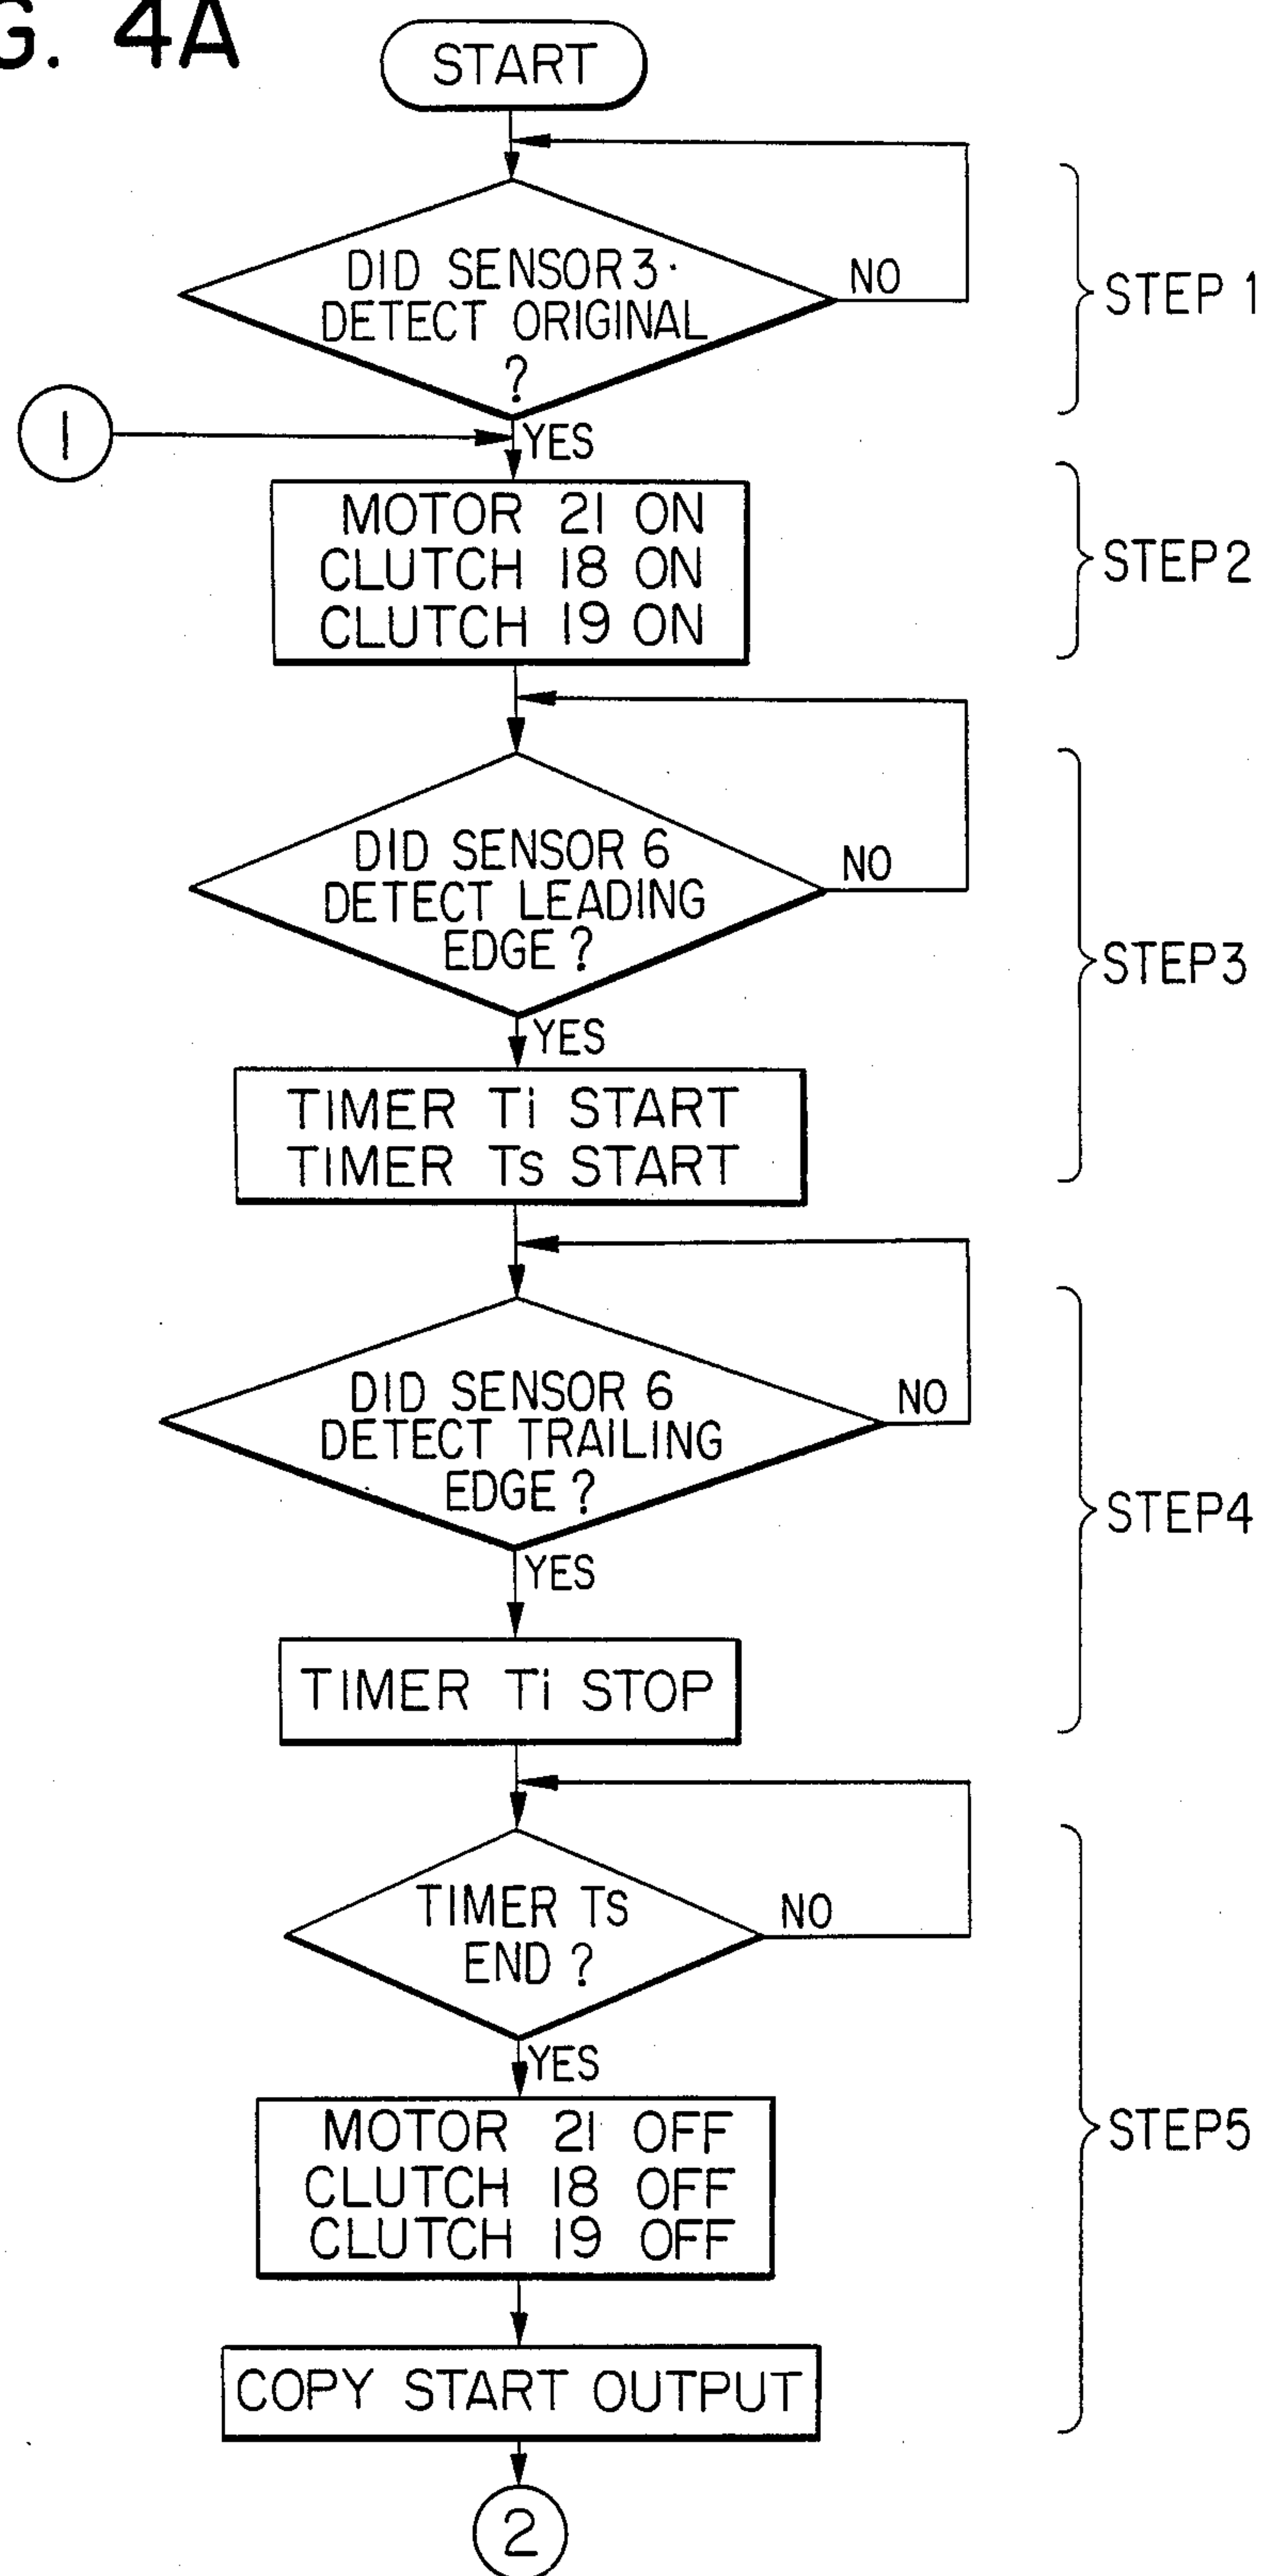 G. 4A
START
DID SENSOR 3
DETECT ORIGINAL
?
NO
STEP 1
1
YES
MOTOR 21 ON
CLUTCH 18 ON
CLUTCH 19 ON
STEP2
DID SENSOR 6
DETECT LEADING
EDGE ?
NO
STEP3
YES
TIMER Ti START
TIMER Ts START
DID SENSOR 6
DETECT TRAILING
EDGE ?
NO
STEP4
YES
TIMER Ti STOP
TIMER Ts
END ?
NO
YES
MOTOR 21 OFF
CLUTCH 18 OFF
CLUTCH 19 OFF
STEP5
COPY START OUTPUT
2